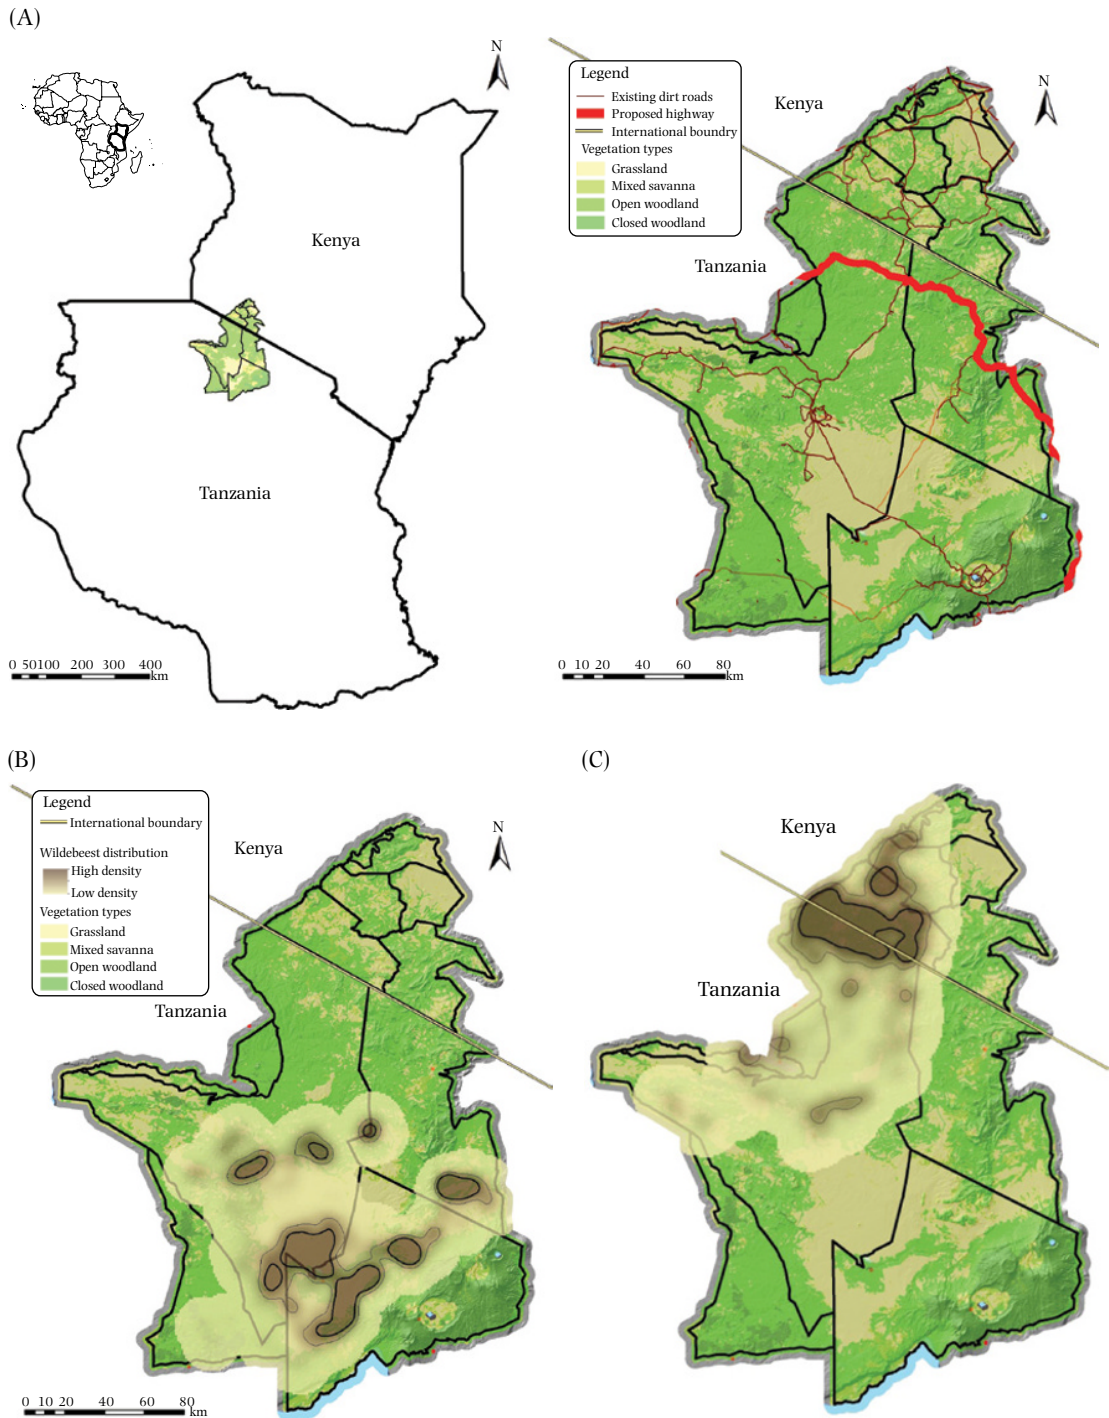 (A)
N
Kenya
Tanzania
0 50100 200 300 400
km
Legend
Existing dirt roads
Proposed highway
International boundry
Vegetation types
Grassland
Mixed savanna
Open woodland
Closed woodland
Kenya
N
Tanzania
0 10 20 40 60 80
km
(B)
Legend
International boundary
Wildebeest distribution
High density
Low density
Vegetation types
Grassland
Mixed savanna
Open woodland
Closed woodland
Kenya
N
Tanzania
0 10 20 40 60 80
km
(C)
Kenya
Tanzania